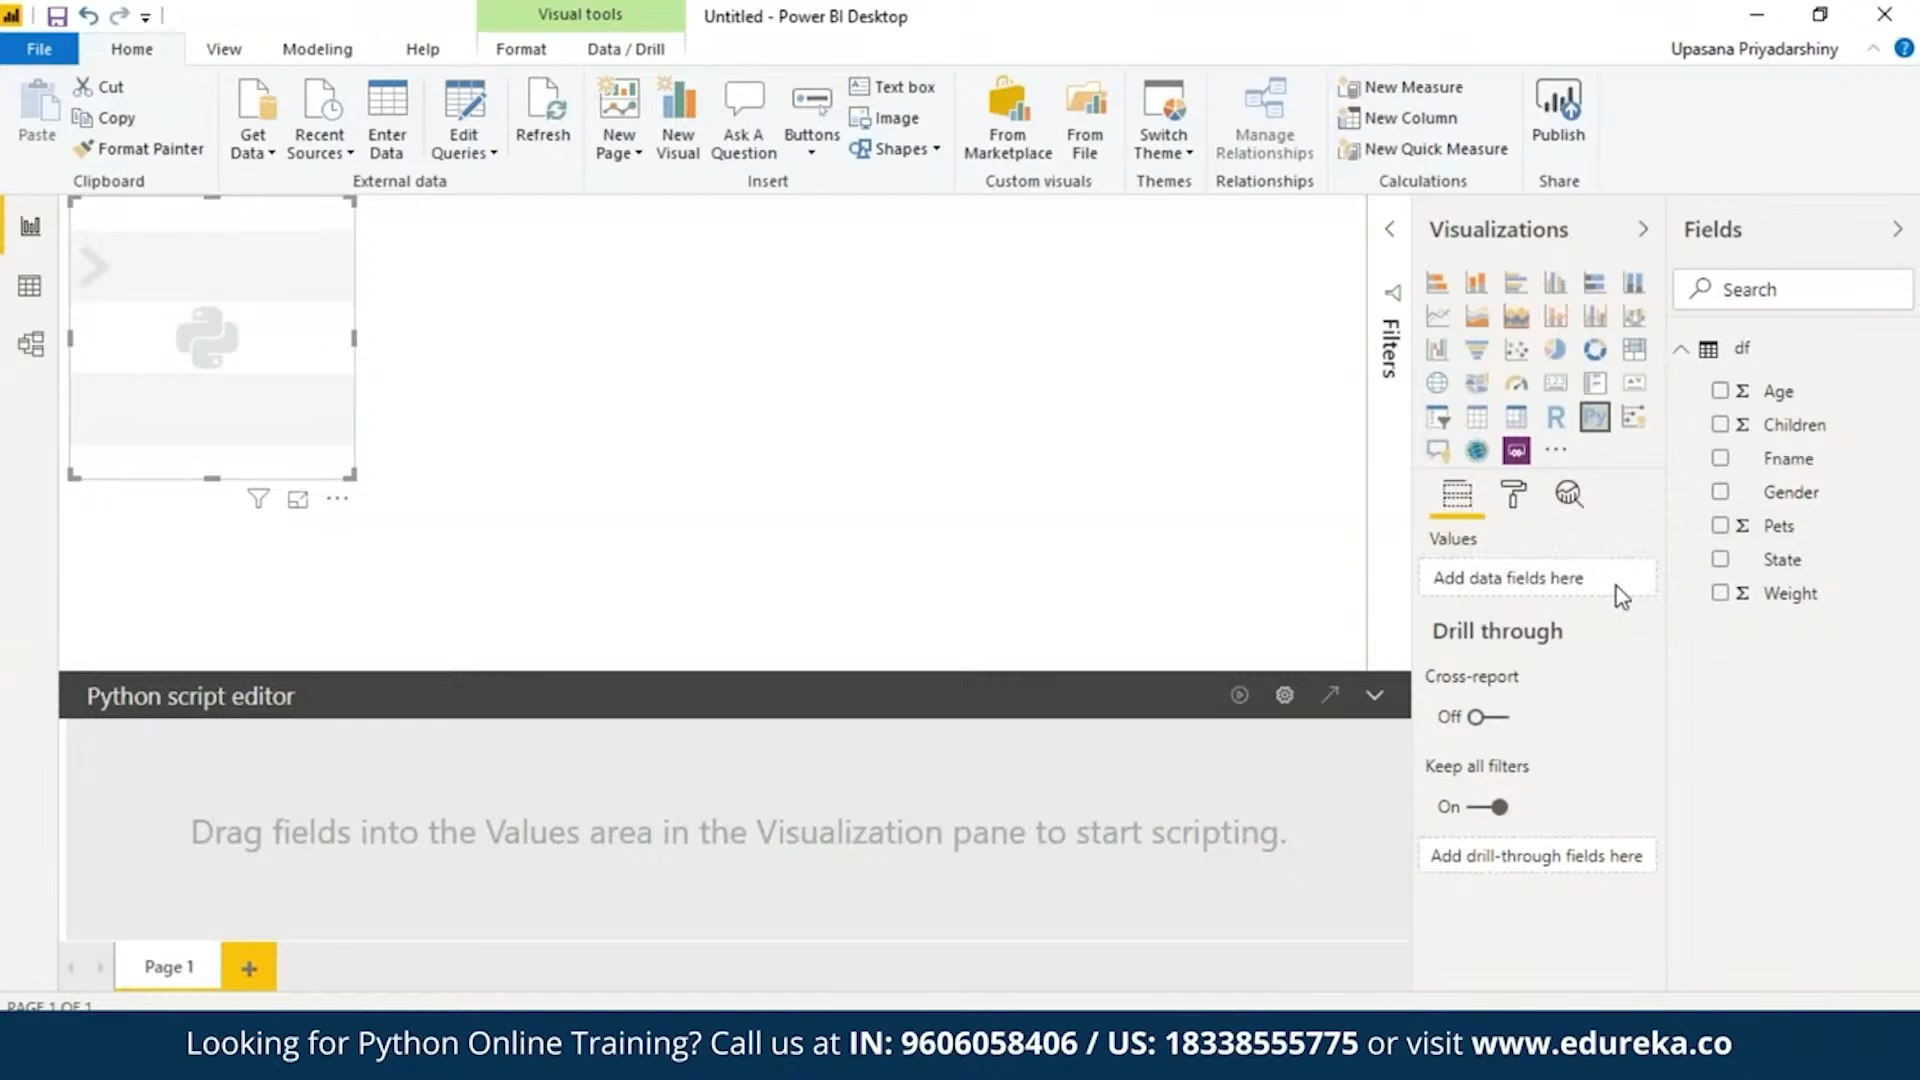 Visual tools
Untitled - Power BI Desktop
File
Home
View
Modeling
Help
Format
Data / Drill
Upasana Priyadarshiny
Paste
Cut
Copy
Format Painter
Clipboard
Get Data
Recent Sources
Enter Data
Edit Queries
Refresh
External data
New Page
New Visual
Ask A Question
Buttons
Text box
Image
Shapes
Insert
From Marketplace
From File
Custom visuals
Switch Theme
Themes
Manage Relationships
Relationships
New Measure
New Column
New Quick Measure
Calculations
Publish
Share
Filters
Visualizations
R
Py
Values
Add data fields here
Drill through
Cross-report
Off
Keep all filters
On
Add drill-through fields here
Fields
Search
df
Age
Children
Fname
Gender
Pets
State
Weight
Python script editor
Drag fields into the Values area in the Visualization pane to start scripting.
Page 1
PAGE 1 OF 1
Looking for Python Online Training? Call us at IN: 9606058406 / US: 18338555775 or visit www.edureka.co